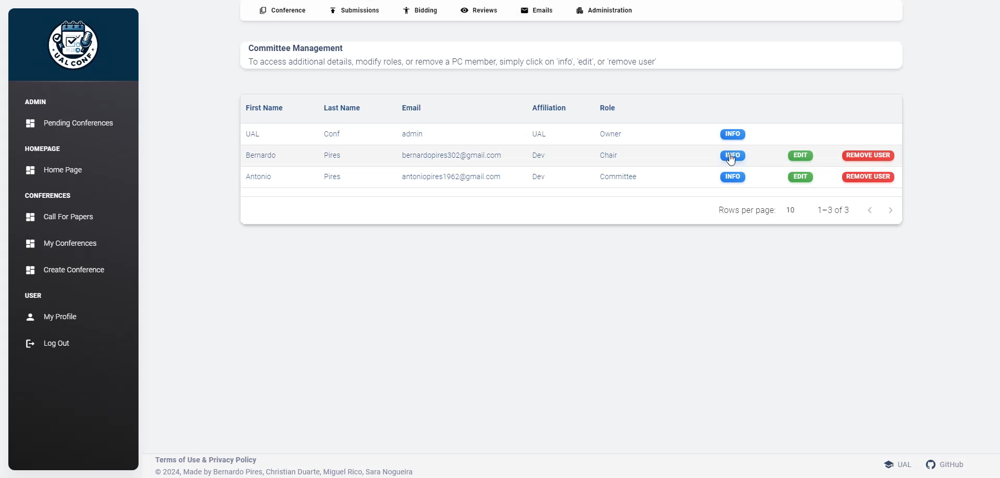 UAL CONF
ADMIN
Pending Conferences
HOMEPAGE
Home Page
CONFERENCES
Call For Papers
My Conferences
Create Conference
USER
My Profile
Log Out
Conference Submissions Bidding Reviews Emails Administration
Committee Management
To access additional details, modify roles, or remove a PC member, simply click on 'info', 'edit', or 'remove user'
First Name Last Name Email Affiliation Role
UAL Conf admin UAL Owner INFO
Bernardo Pires bernardopires302@gmail.com Dev Chair INFO EDIT REMOVE USER
Antonio Pires antoniopires1962@gmail.com Dev Committee INFO EDIT REMOVE USER
Rows per page: 10 1–3 of 3
Terms of Use & Privacy Policy
© 2024, Made by Bernardo Pires, Christian Duarte, Miguel Rico, Sara Nogueira
UAL GitHub